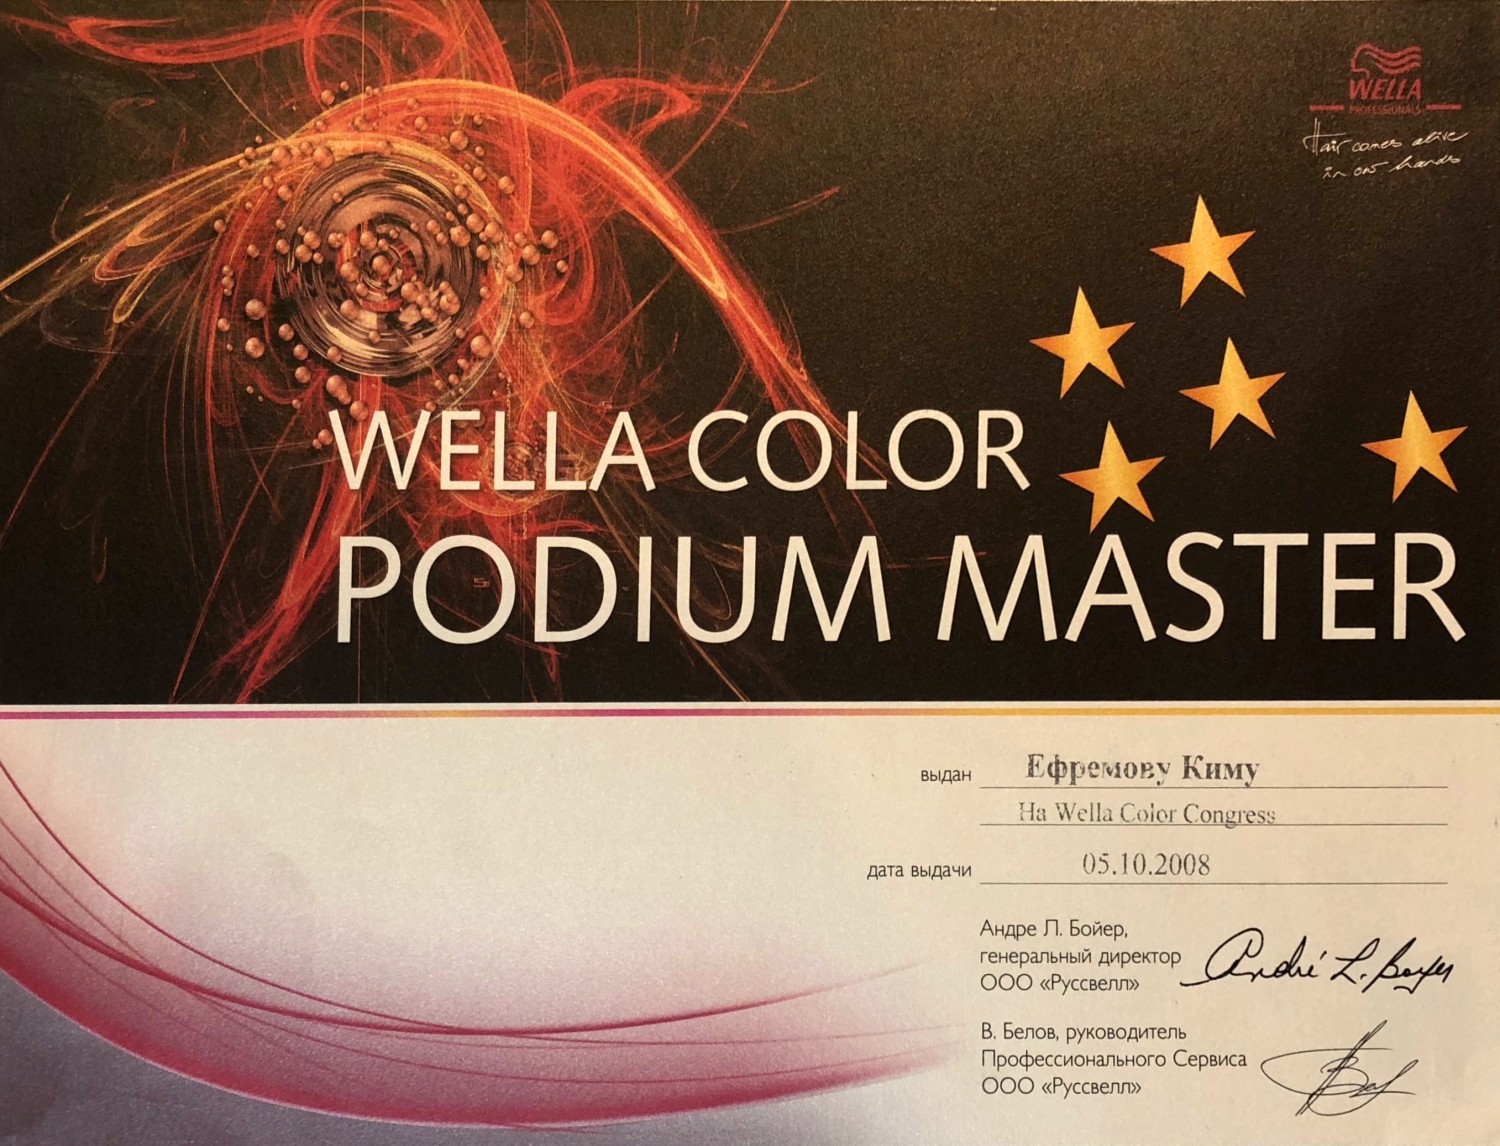 WELLA
PROFESSIONALS
Hair comes alive
in our hands
WELLA COLOR
PODIUM MASTER
выдан Ефремову Киму
На Wella Color Congress
дата выдачи 05.10.2008
Андре Л. Бойер,
генеральный директор
ООО «Руссвелл»
André L. Boyer
В. Белов, руководитель
Профессионального Сервиса
ООО «Руссвелл»